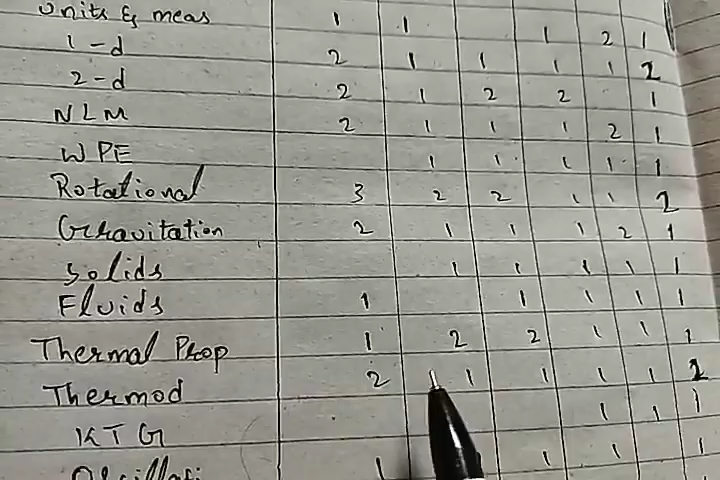 Units & meas 1 1 1 2 1
1-d 2 1 1 1 1 2
2-d 2 1 2 2 1
NLM 2 1 1 1 2 1
WPE 1 1 1 1 1
Rotational 3 2 2 1 1 2
Gravitation 2 1 1 1 2 1
Solids 1 1 1 1 1
Fluids 1 1 1 1 1
Thermal Prop 1 2 2 1 1 1
Thermod 2 1 1 1 1 2
KTG 1 1 1
1 1 1 1